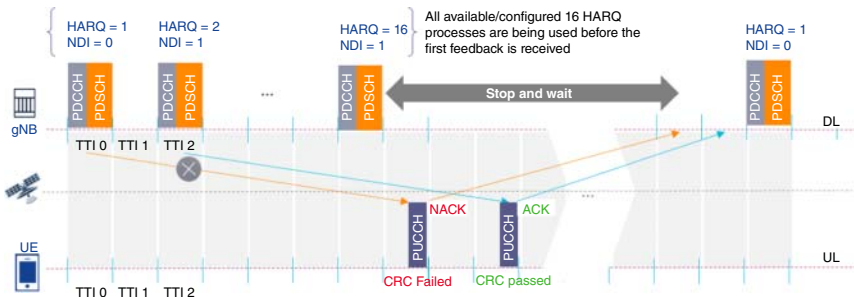 HARQ = 1
NDI = 0
HARQ = 2
NDI = 1
HARQ = 16
NDI = 1
All available/configured 16 HARQ
processes are being used before the
first feedback is received
HARQ = 1
NDI = 0
PDCCH
PDSCH
PDCCH
PDSCH
...
PDCCH
PDSCH
Stop and wait
PDCCH
PDSCH
gNB
DL
TTI 0
TTI 1
TTI 2
...
NACK
ACK
PUCCH
PUCCH
UE
UL
CRC Failed
CRC passed
TTI 0
TTI 1
TTI 2